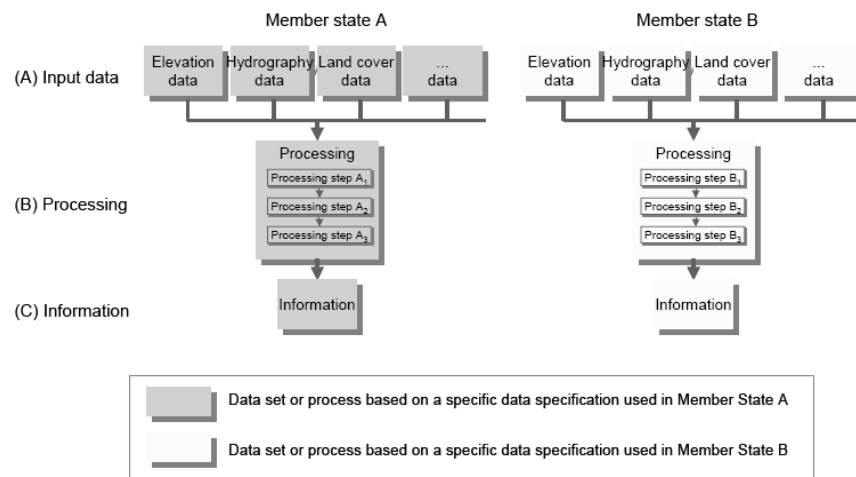 Member state A
Member state B
(A) Input data
Elevation
data
Hydrography
data
Land cover
data
...
data
Elevation
data
Hydrography
data
Land cover
data
...
data
(B) Processing
Processing
Processing step A1
Processing step A2
Processing step A3
Processing
Processing step B1
Processing step B2
Processing step B3
(C) Information
Information
Information
Data set or process based on a specific data specification used in Member State A
Data set or process based on a specific data specification used in Member State B